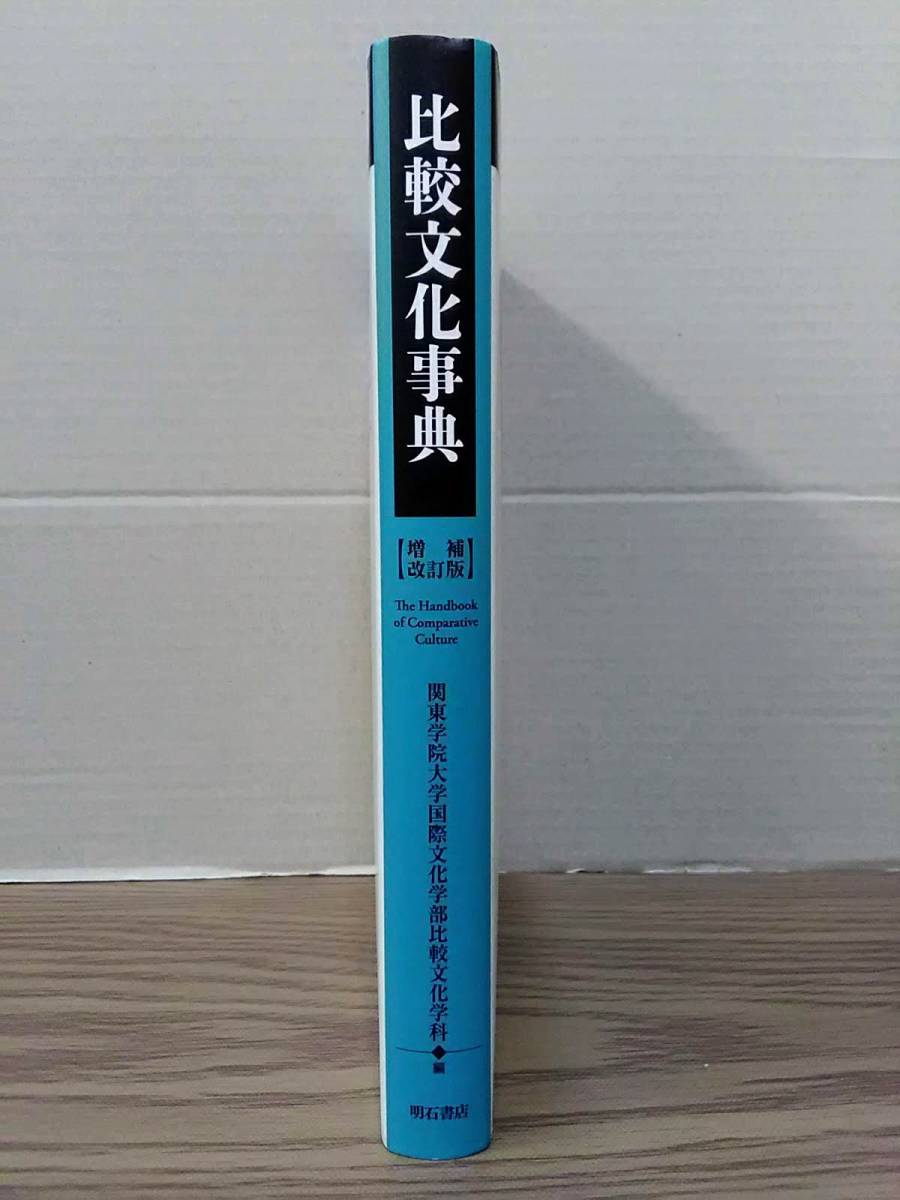 比較文化事典
【増補
改訂版】
The Handbook
of Comparative
Culture
関東学院大学国際文化学部比較文化学科◆編
明石書店